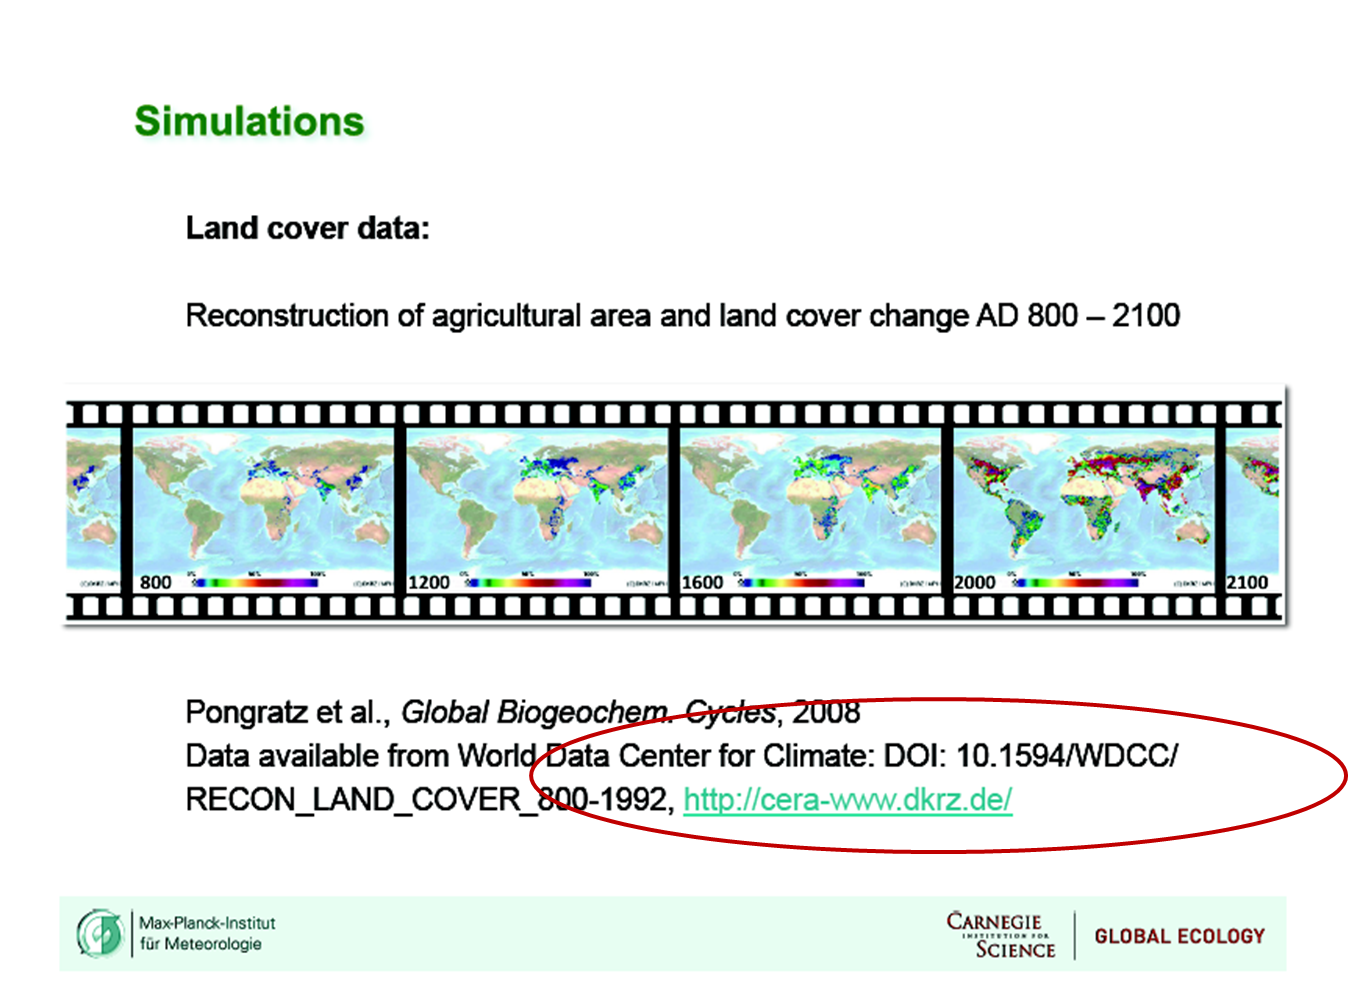 Simulations
Land cover data:
Reconstruction of agricultural area and land cover change AD 800 – 2100
800
1200
1600
2000
2100
Pongratz et al., Global Biogeochem. Cycles, 2008
Data available from World Data Center for Climate: DOI: 10.1594/WDCC/
RECON_LAND_COVER_800-1992, http://cera-www.dkrz.de/
Max-Planck-Institut
für Meteorologie
CARNEGIE
INSTITUTION FOR
SCIENCE
GLOBAL ECOLOGY